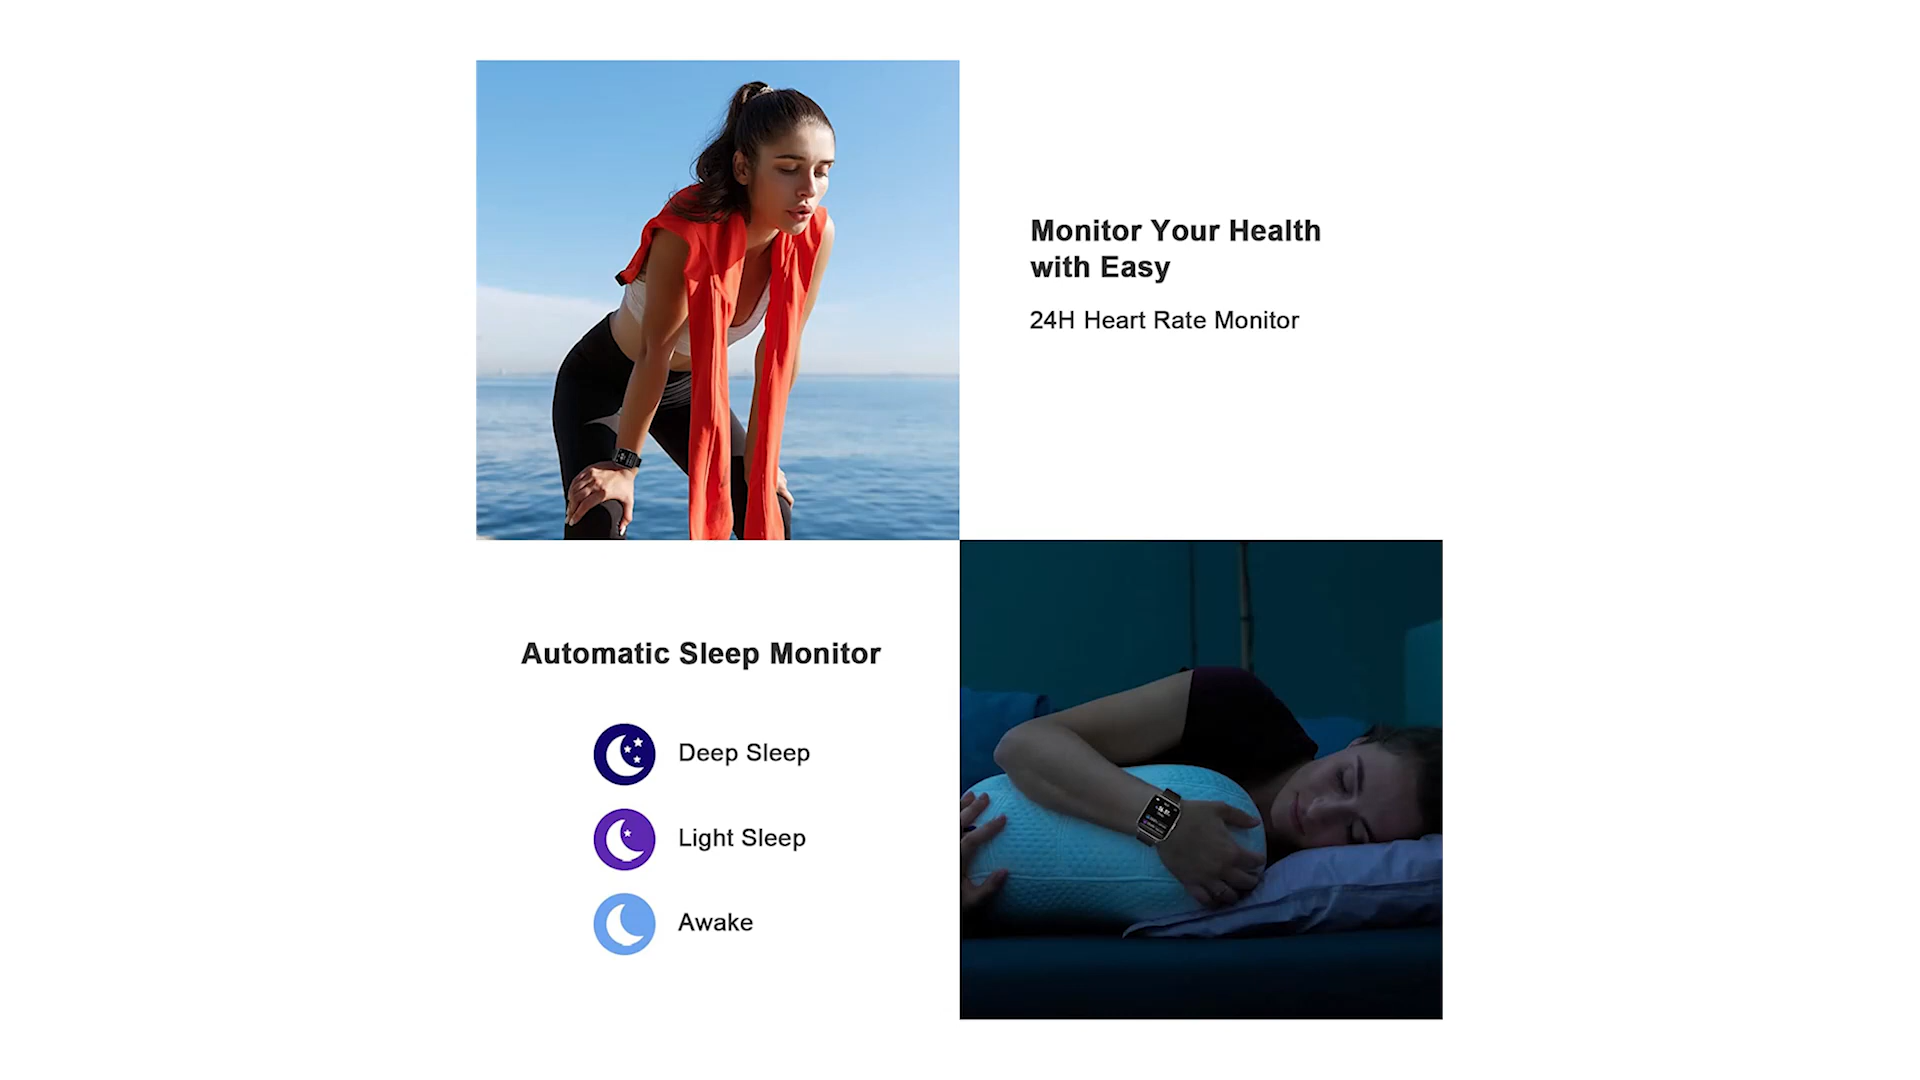 Monitor Your Health
with Easy
24H Heart Rate Monitor
Automatic Sleep Monitor
Deep Sleep
Light Sleep
Awake